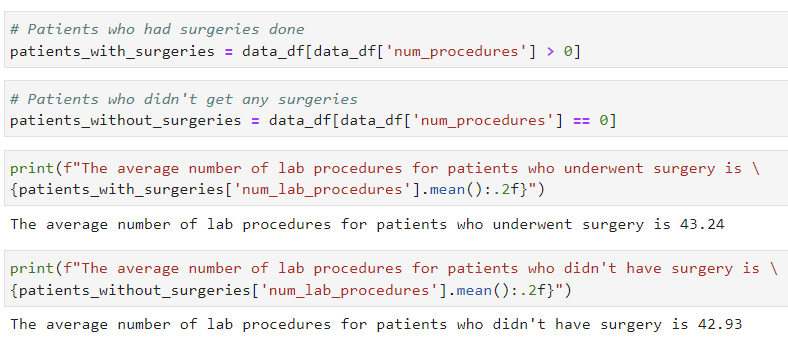 # Patients who had surgeries done
patients_with_surgeries = data_df[data_df['num_procedures'] > 0]
# Patients who didn't get any surgeries
patients_without_surgeries = data_df[data_df['num_procedures'] == 0]
print(f"The average number of lab procedures for patients who underwent surgery is \
{patients_with_surgeries['num_lab_procedures'].mean():.2f}")
The average number of lab procedures for patients who underwent surgery is 43.24
print(f"The average number of lab procedures for patients who didn't have surgery is \
{patients_without_surgeries['num_lab_procedures'].mean():.2f}")
The average number of lab procedures for patients who didn't have surgery is 42.93